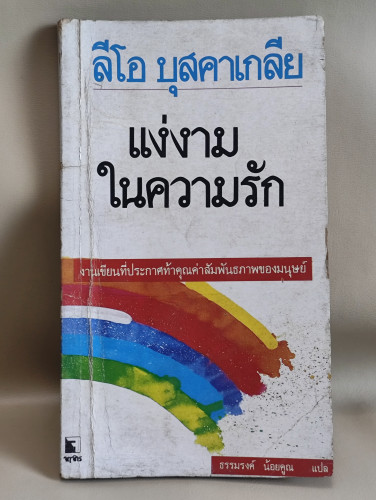 ลีโอ บุสคาเกลีย
แง่งาม
ในความรัก
งานเขียนที่ประกาศท้าคุณค่าสัมพันธภาพของมนุษย์
ธรรมรงค์ น้อยคูณ แปล